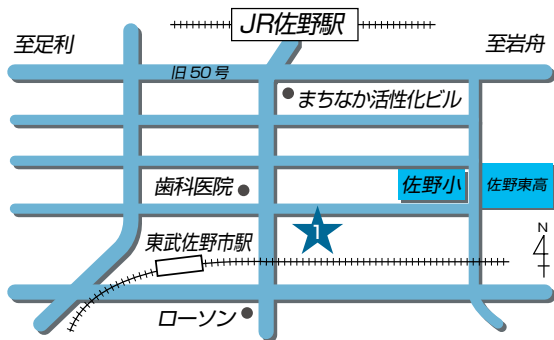 JR佐野駅
至足利
至岩舟
旧50号
まちなか活性化ビル
歯科医院
佐野小
佐野東高
1
東武佐野市駅
N
4
ローソン